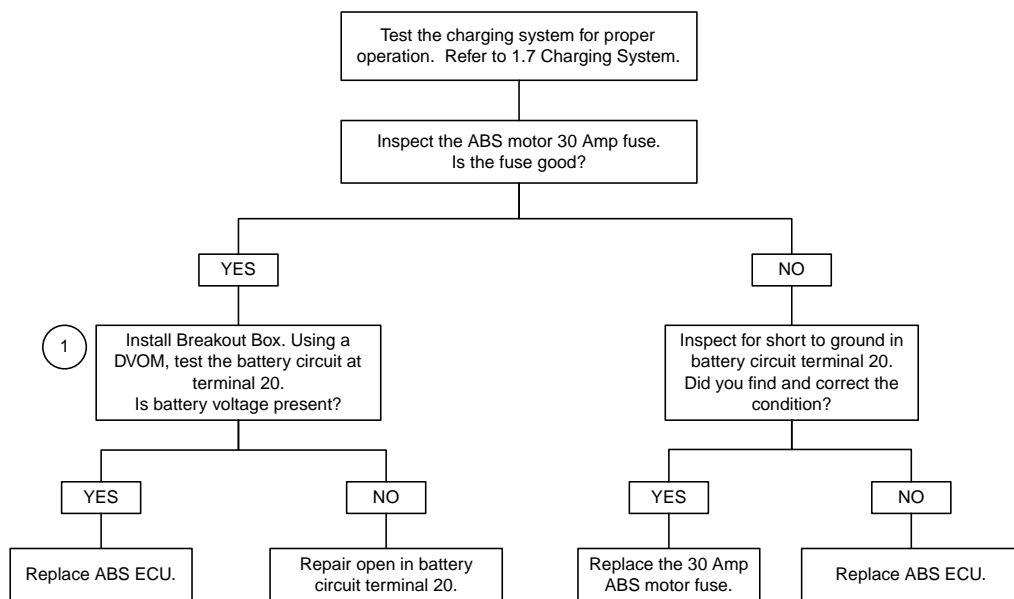 Test the charging system for proper
operation. Refer to 1.7 Charging System.
Inspect the ABS motor 30 Amp fuse.
Is the fuse good?
YES
NO
1
Install Breakout Box. Using a
DVOM, test the battery circuit at
terminal 20.
Is battery voltage present?
Inspect for short to ground in
battery circuit terminal 20.
Did you find and correct the
condition?
YES
NO
YES
NO
Replace ABS ECU.
Repair open in battery
circuit terminal 20.
Replace the 30 Amp
ABS motor fuse.
Replace ABS ECU.